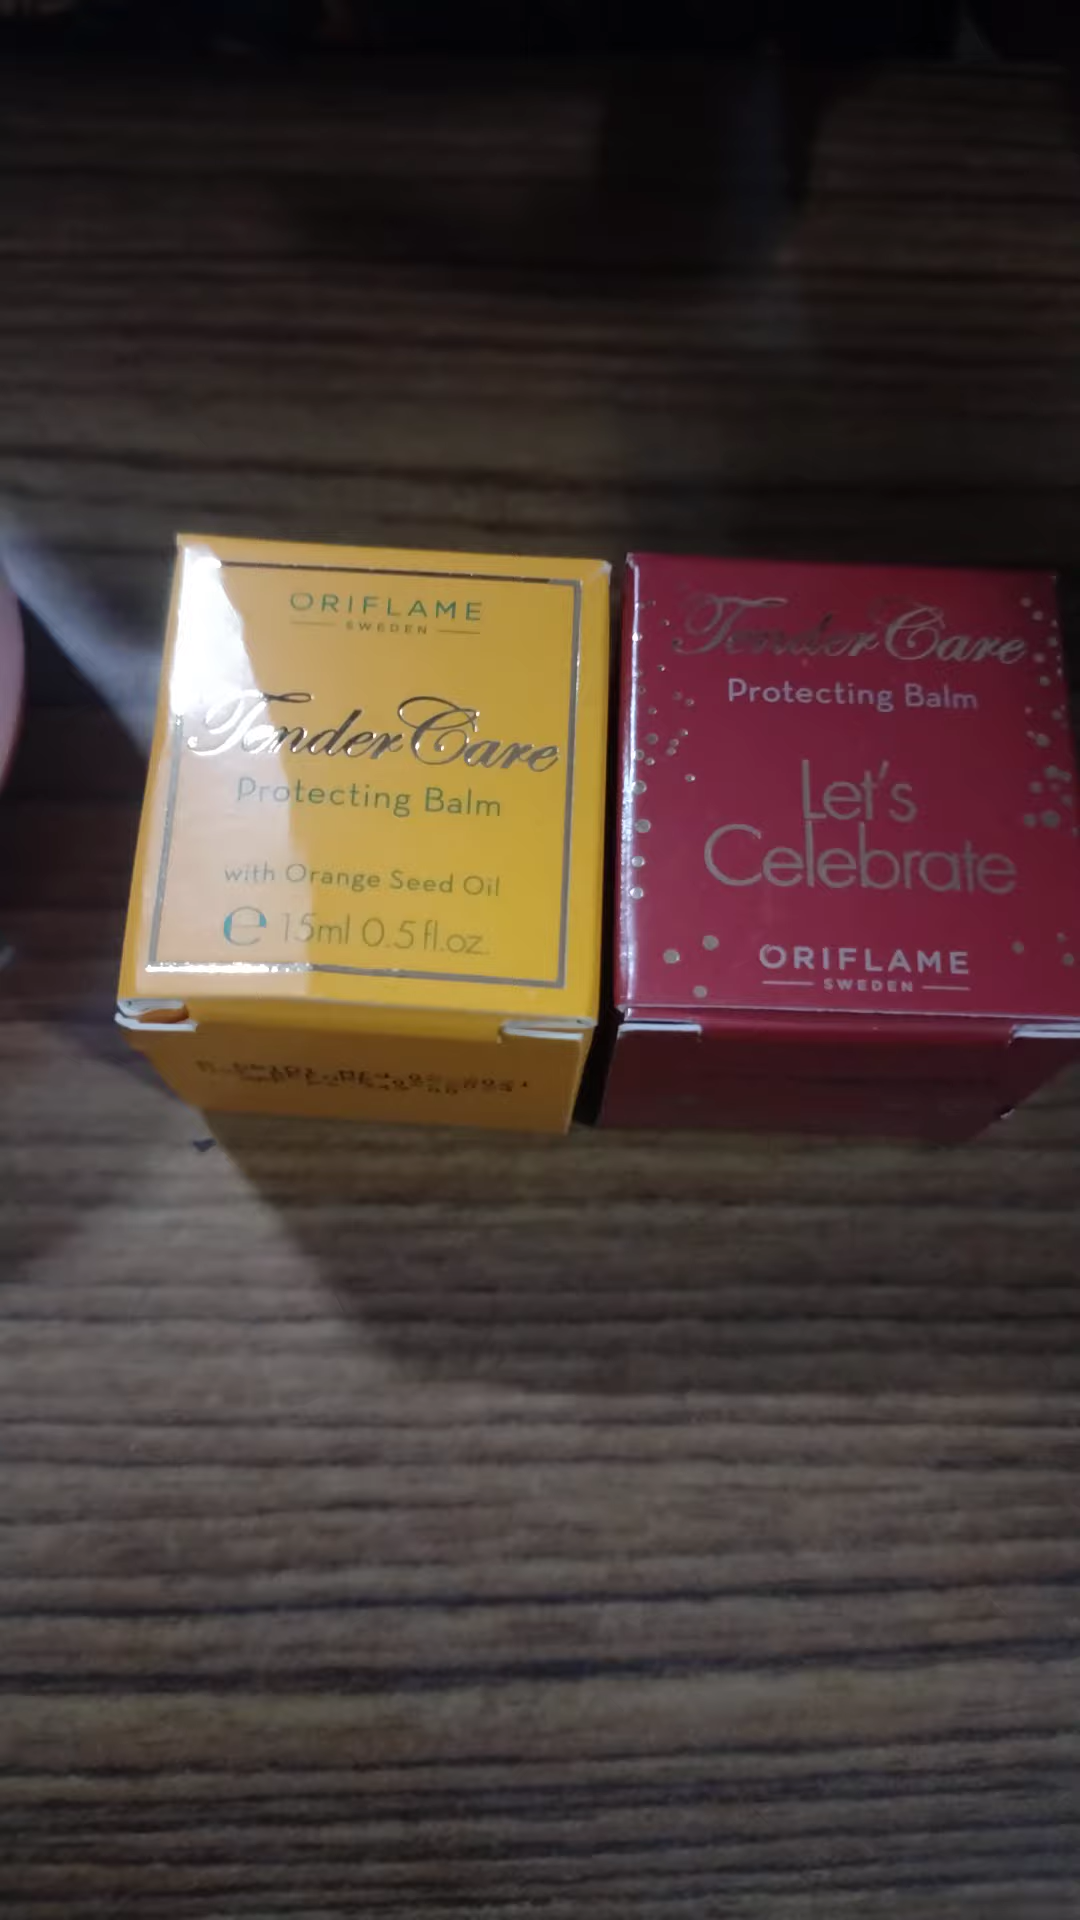 ORIFLAME
SWEDEN
Tender Care
Protecting Balm
with Orange Seed Oil
e 15ml 0.5 fl.oz.
Tender Care
Protecting Balm
Let's
Celebrate
ORIFLAME
SWEDEN